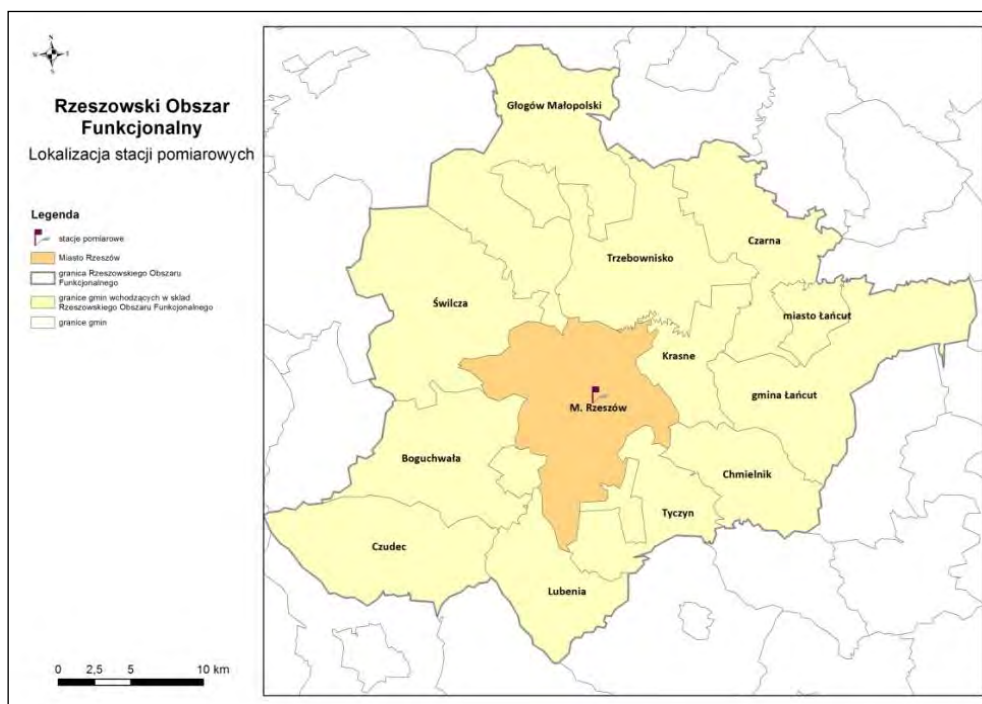 N
W
E
S
Rzeszowski Obszar
Funkcjonalny
Lokalizacja stacji pomiarowych
Legenda
stacje pomiarowe
Miasto Rzeszów
granica Rzeszowskiego Obszaru
Funkcjonalnego
granice gmin wchodzących w skład
Rzeszowskiego Obszaru Funkcjonalnego
granice gmin
0 2,5 5 10 km
Głogów Małopolski
Czarna
Trzebownisko
Świlcza
miasto Łańcut
Krasne
gmina Łańcut
M. Rzeszów
Boguchwała
Chmielnik
Tyczyn
Czudec
Lubenia